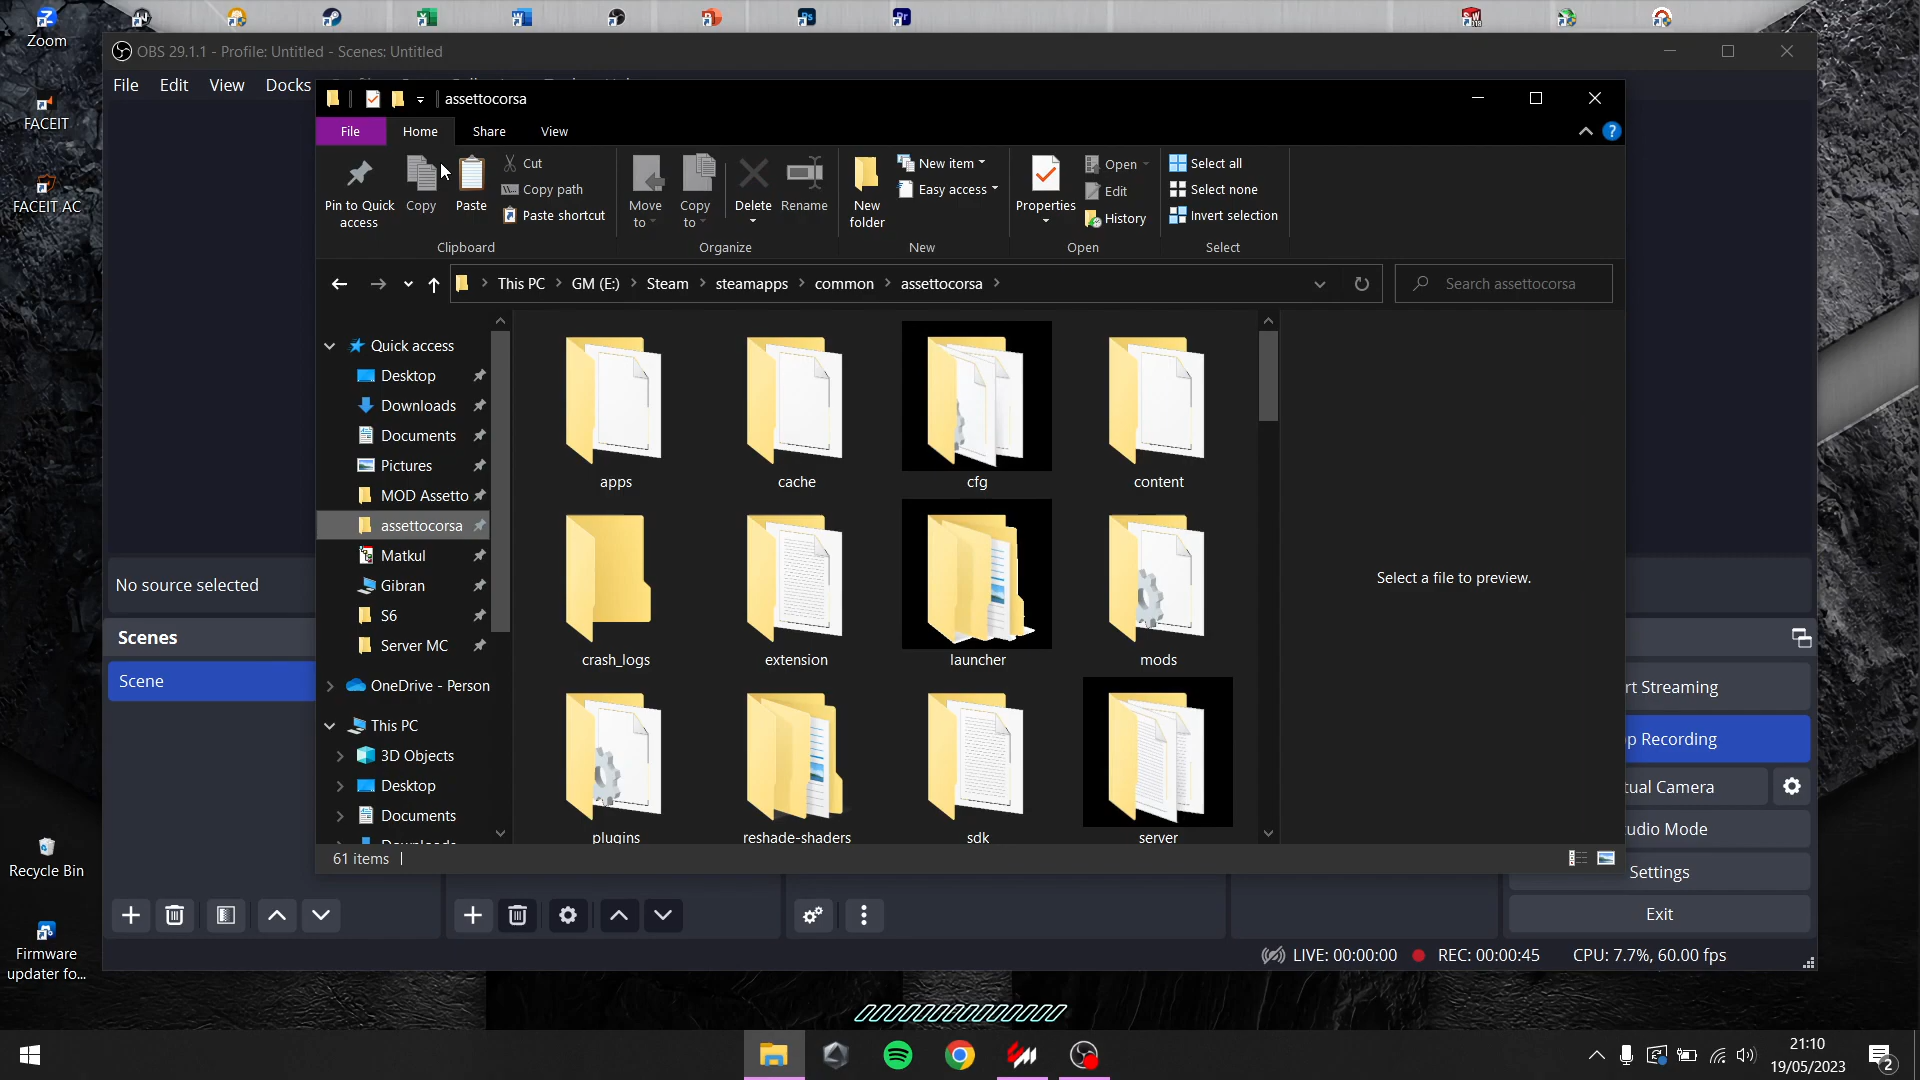 Zoom
FACEIT
FACEIT AC
Recycle Bin
Firmware
updater fo...
OBS 29.1.1 - Profile: Untitled - Scenes: Untitled
File Edit View Docks
assettocorsa
File Home Share View
Pin to Quick
access
Copy
Paste
Cut
Copy path
Paste shortcut
Clipboard
Move
to
Copy
to
Delete
Rename
Organize
New
folder
New item
Easy access
New
Properties
Open
Edit
History
Open
Select all
Select none
Invert selection
Select
This PC > GM (E:) > Steam > steamapps > common > assettocorsa >
Search assettocorsa
Quick access
Desktop
Downloads
Documents
Pictures
MOD Assetto
assettocorsa
Matkul
Gibran
S6
Server MC
OneDrive - Person
This PC
3D Objects
Desktop
Documents
apps cache cfg content
crash_logs extension launcher mods
plugins reshade-shaders sdk server
Select a file to preview.
61 items
No source selected
Scenes
Scene
rt Streaming
p Recording
tual Camera
udio Mode
Settings
Exit
LIVE: 00:00:00 REC: 00:00:45 CPU: 7.7%, 60.00 fps
21:10
19/05/2023
2